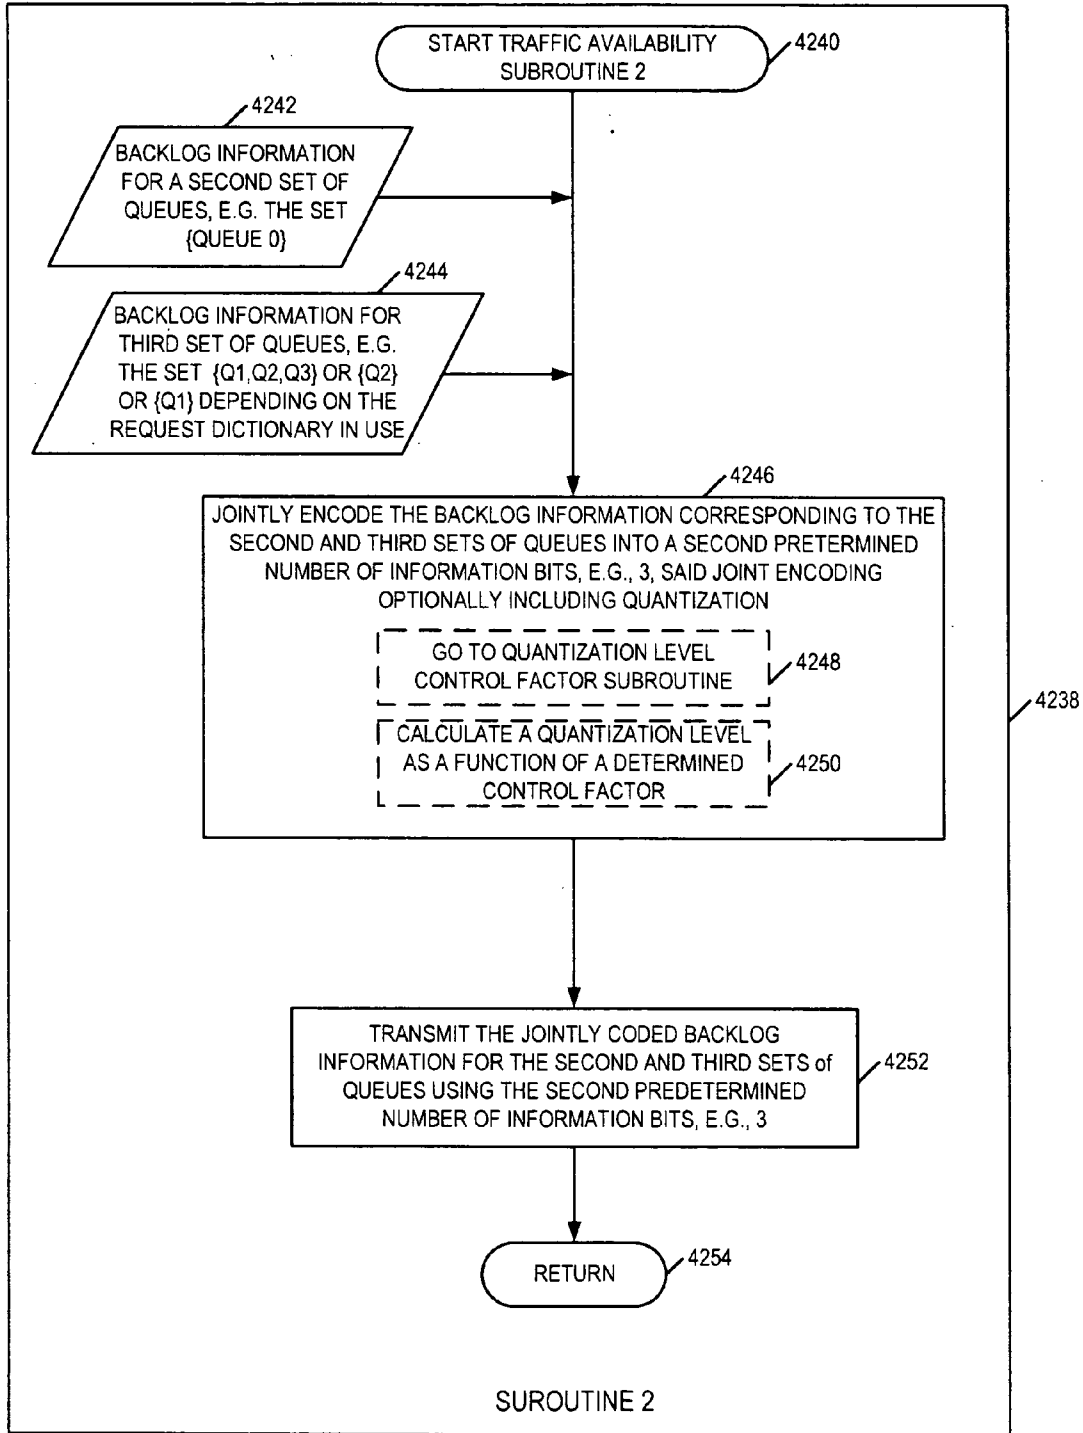 START TRAFFIC AVAILABILITY
SUBROUTINE 2
4240
4242
BACKLOG INFORMATION
FOR A SECOND SET OF
QUEUES, E.G. THE SET
{QUEUE 0}
4244
BACKLOG INFORMATION FOR
THIRD SET OF QUEUES, E.G.
THE SET {Q1,Q2,Q3} OR {Q2}
OR {Q1} DEPENDING ON THE
REQUEST DICTIONARY IN USE
4246
JOINTLY ENCODE THE BACKLOG INFORMATION CORRESPONDING TO THE
SECOND AND THIRD SETS OF QUEUES INTO A SECOND PRETERMINED
NUMBER OF INFORMATION BITS, E.G., 3, SAID JOINT ENCODING
OPTIONALLY INCLUDING QUANTIZATION
GO TO QUANTIZATION LEVEL
CONTROL FACTOR SUBROUTINE
4248
4238
CALCULATE A QUANTIZATION LEVEL
AS A FUNCTION OF A DETERMINED
CONTROL FACTOR
4250
TRANSMIT THE JOINTLY CODED BACKLOG
INFORMATION FOR THE SECOND AND THIRD SETS of
QUEUES USING THE SECOND PREDETERMINED
NUMBER OF INFORMATION BITS, E.G., 3
4252
RETURN
4254
SUROUTINE 2